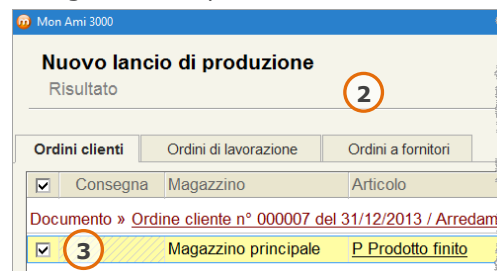 Mon Ami 3000
Nuovo lancio di produzione
Risultato
2
Ordini clienti Ordini di lavorazione Ordini a fornitori
Consegna Magazzino Articolo
Documento » Ordine cliente n° 000007 del 31/12/2013 / Arredam
3 Magazzino principale P Prodotto finito